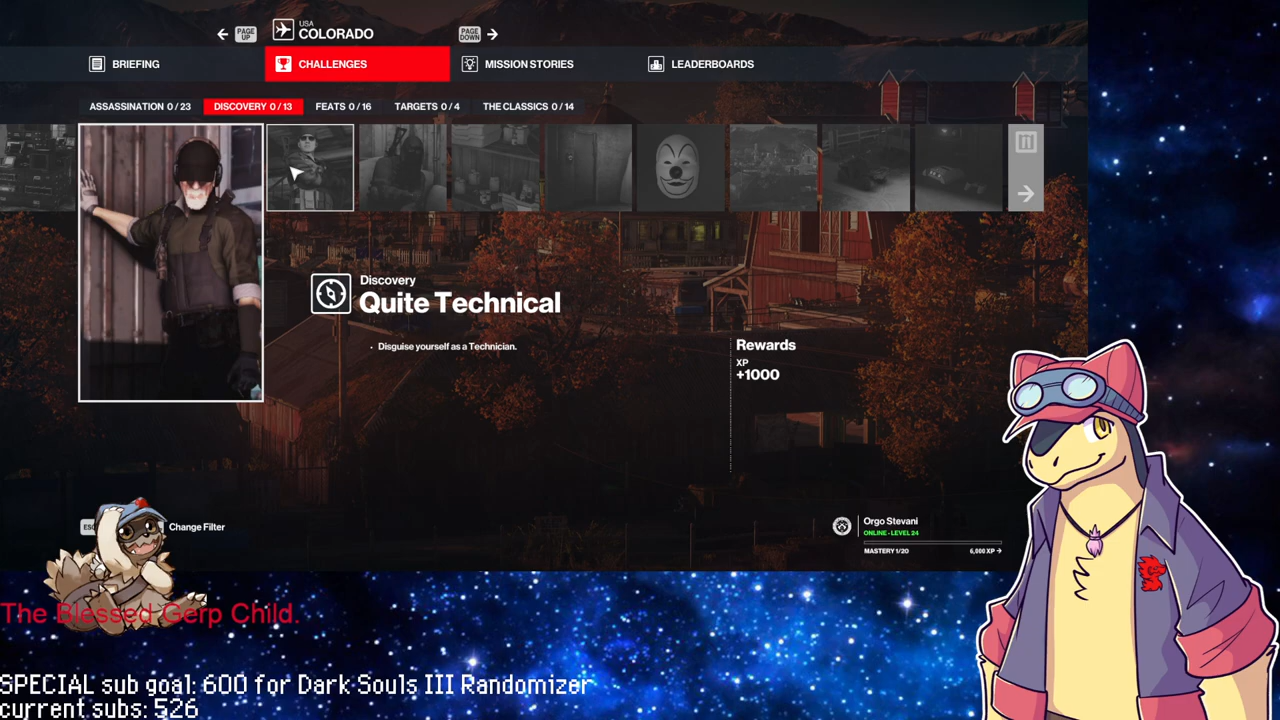 PAGE UP
USA
COLORADO
PAGE DOWN
BRIEFING
CHALLENGES
MISSION STORIES
LEADERBOARDS
ASSASSINATION 0 / 23
DISCOVERY 0 / 13
FEATS 0 / 16
TARGETS 0 / 4
THE CLASSICS 0 / 14
Discovery
Quite Technical
· Disguise yourself as a Technician.
Rewards
XP
+1000
Change Filter
Orgo Stevani
ONLINE - LEVEL 24
MASTERY 1/20
6,000 XP
The Blessed Gerp Child.
SPECIAL sub goal: 600 for Dark Souls III Randomizer
current subs: 526